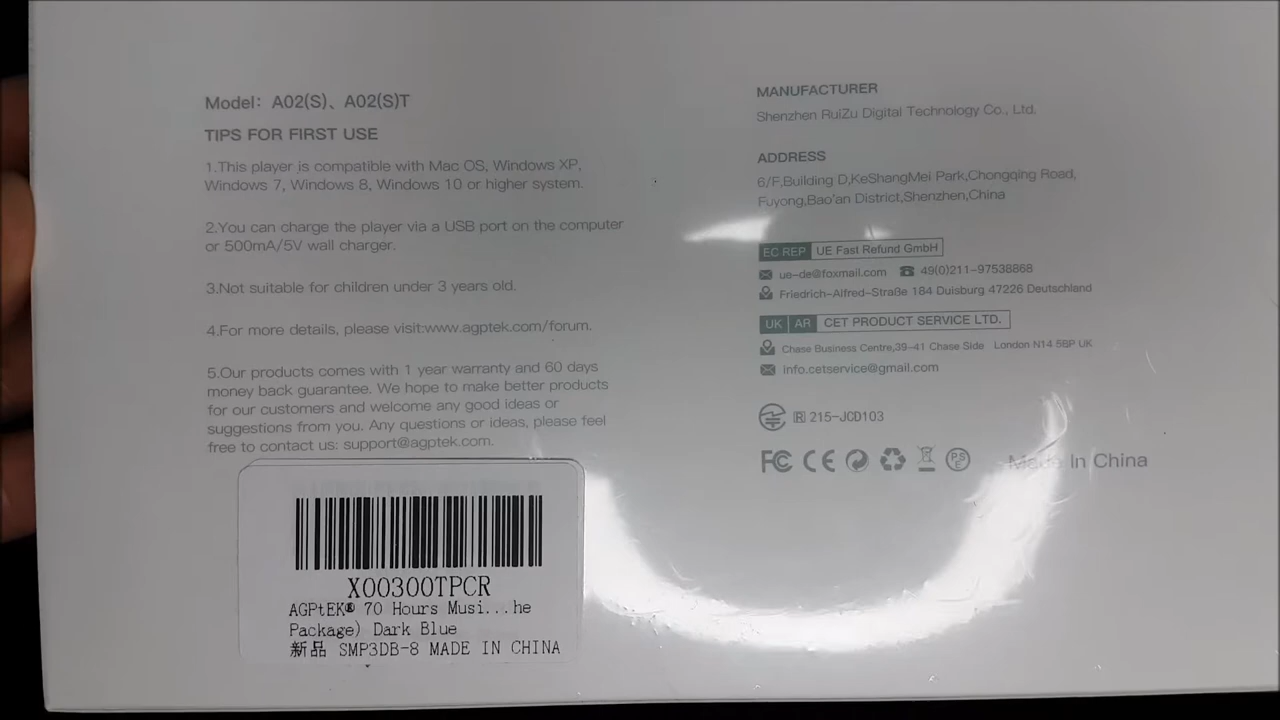 Model: A02(S)、A02(S)T
TIPS FOR FIRST USE
1.This player is compatible with Mac OS, Windows XP,
Windows 7, Windows 8, Windows 10 or higher system.
2.You can charge the player via a USB port on the computer
or 500mA/5V wall charger.
3.Not suitable for children under 3 years old.
4.For more details, please visit:www.agptek.com/forum.
5.Our products comes with 1 year warranty and 60 days
money back guarantee. We hope to make better products
for our customers and welcome any good ideas or
suggestions from you. Any questions or ideas, please feel
free to contact us: support@agptek.com.
X00300TPCR
AGPtEK® 70 Hours Musi...he
Package) Dark Blue
新品 SMP3DB-8 MADE IN CHINA
MANUFACTURER
Shenzhen RuiZu Digital Technology Co., Ltd.
ADDRESS
6/F,Building D,KeShangMei Park,Chongqing Road,
Fuyong,Bao'an District,Shenzhen,China
EC REP UE Fast Refund GmbH
ue-de@foxmail.com 49(0)211-97538868
Friedrich-Alfred-Straße 184 Duisburg 47226 Deutschland
UK AR CET PRODUCT SERVICE LTD.
Chase Business Centre,39-41 Chase Side London N14 5BP UK
info.cetservice@gmail.com
R 215-JCD103
FC CE PSE Made In China